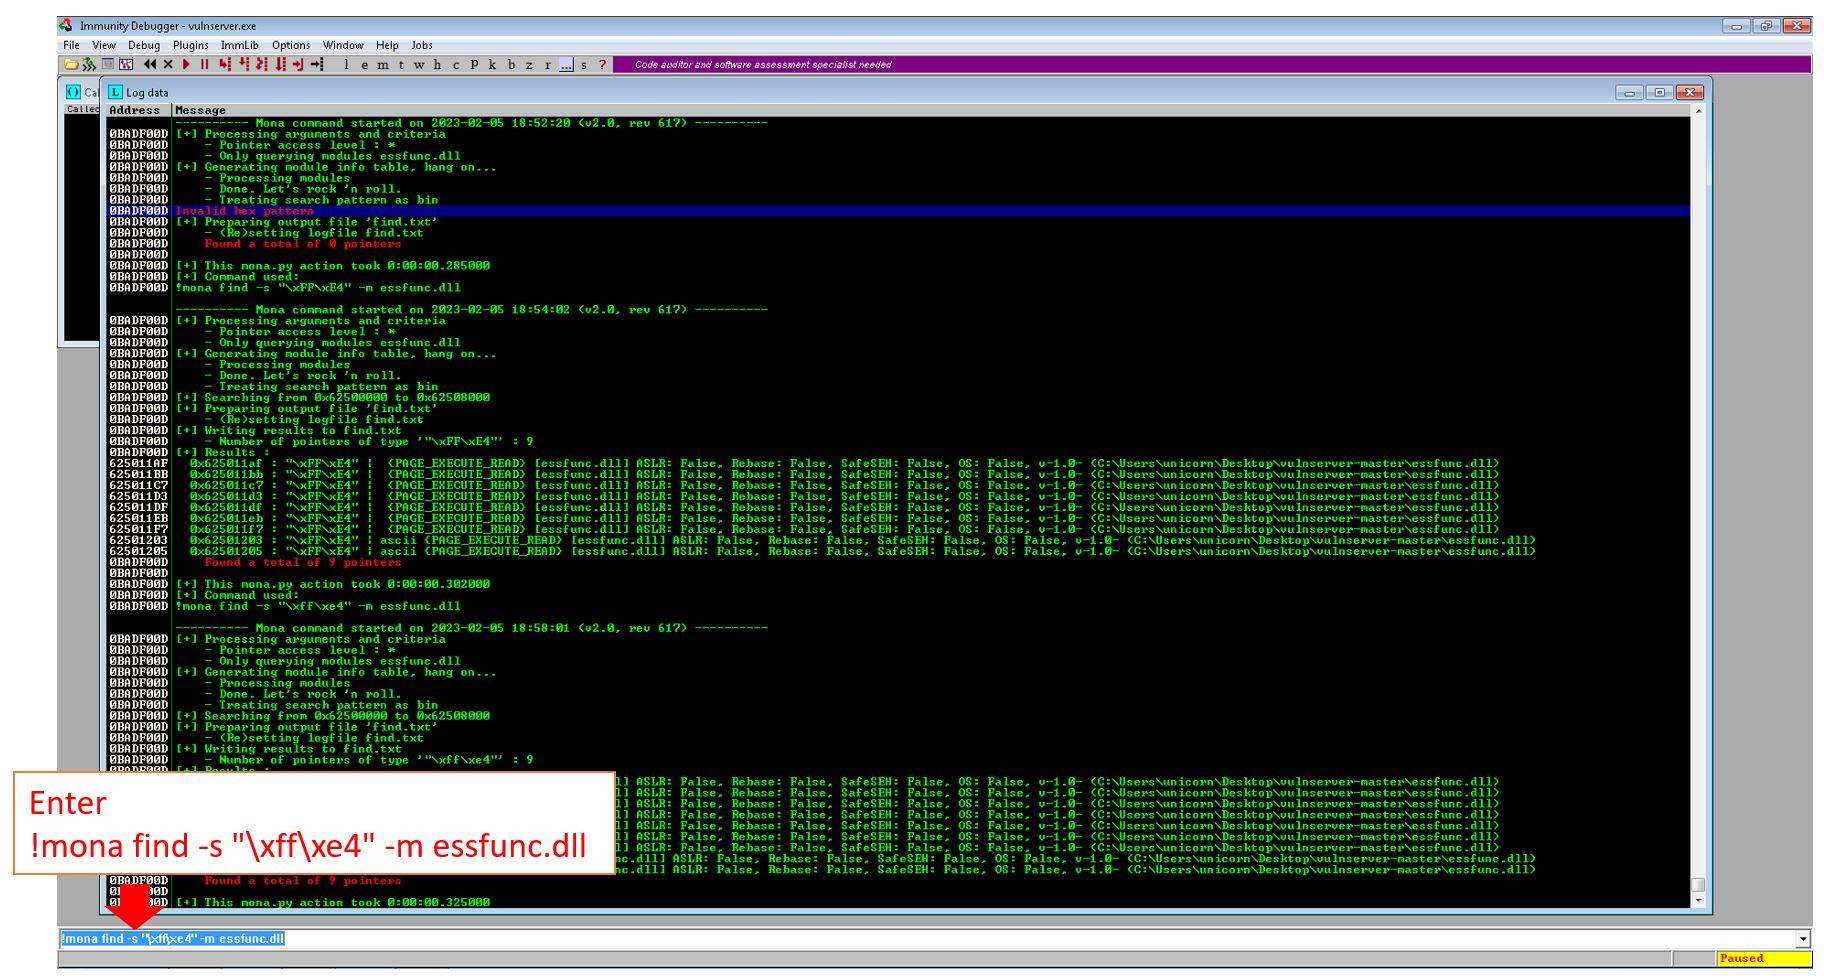 Immunity Debugger - vulnserver.exe
File View Debug Plugins ImmLib Options Window Help Jobs
l e m t w h c P k b z r ... s ? Code auditor and software assessment specialist needed
Cal
Log data
Called
Address Message
---------- Mona command started on 2023-02-05 18:52:20 (v2.0, rev 617) ----------
0BADF00D [+] Processing arguments and criteria
0BADF00D - Pointer access level : *
0BADF00D - Only querying modules essfunc.dll
0BADF00D [+] Generating module info table, hang on...
0BADF00D - Processing modules
0BADF00D - Done. Let's rock 'n roll.
0BADF00D - Treating search pattern as bin
0BADF00D Invalid hex pattern
0BADF00D [+] Preparing output file 'find.txt'
0BADF00D - (Re)setting logfile find.txt
0BADF00D Found a total of 0 pointers
0BADF00D
0BADF00D [+] This mona.py action took 0:00:00.285000
0BADF00D [+] Command used:
0BADF00D !mona find -s "\xFF\xE4" -m essfunc.dll
---------- Mona command started on 2023-02-05 18:54:02 (v2.0, rev 617) ----------
0BADF00D [+] Processing arguments and criteria
0BADF00D - Pointer access level : *
0BADF00D - Only querying modules essfunc.dll
0BADF00D [+] Generating module info table, hang on...
0BADF00D - Processing modules
0BADF00D - Done. Let's rock 'n roll.
0BADF00D - Treating search pattern as bin
0BADF00D [+] Searching from 0x62500000 to 0x62508000
0BADF00D [+] Preparing output file 'find.txt'
0BADF00D - (Re)setting logfile find.txt
0BADF00D [+] Writing results to find.txt
0BADF00D - Number of pointers of type '"\xFF\xE4"' : 9
0BADF00D [+] Results :
625011AF 0x625011af : "\xFF\xE4" | {PAGE_EXECUTE_READ} [essfunc.dll] ASLR: False, Rebase: False, SafeSEH: False, OS: False, v-1.0- (C:\Users\unicorn\Desktop\vulnserver-master\essfunc.dll)
625011BB 0x625011bb : "\xFF\xE4" | {PAGE_EXECUTE_READ} [essfunc.dll] ASLR: False, Rebase: False, SafeSEH: False, OS: False, v-1.0- (C:\Users\unicorn\Desktop\vulnserver-master\essfunc.dll)
625011C7 0x625011c7 : "\xFF\xE4" | {PAGE_EXECUTE_READ} [essfunc.dll] ASLR: False, Rebase: False, SafeSEH: False, OS: False, v-1.0- (C:\Users\unicorn\Desktop\vulnserver-master\essfunc.dll)
625011D3 0x625011d3 : "\xFF\xE4" | {PAGE_EXECUTE_READ} [essfunc.dll] ASLR: False, Rebase: False, SafeSEH: False, OS: False, v-1.0- (C:\Users\unicorn\Desktop\vulnserver-master\essfunc.dll)
625011DF 0x625011df : "\xFF\xE4" | {PAGE_EXECUTE_READ} [essfunc.dll] ASLR: False, Rebase: False, SafeSEH: False, OS: False, v-1.0- (C:\Users\unicorn\Desktop\vulnserver-master\essfunc.dll)
625011EB 0x625011eb : "\xFF\xE4" | {PAGE_EXECUTE_READ} [essfunc.dll] ASLR: False, Rebase: False, SafeSEH: False, OS: False, v-1.0- (C:\Users\unicorn\Desktop\vulnserver-master\essfunc.dll)
625011F7 0x625011f7 : "\xFF\xE4" | {PAGE_EXECUTE_READ} [essfunc.dll] ASLR: False, Rebase: False, SafeSEH: False, OS: False, v-1.0- (C:\Users\unicorn\Desktop\vulnserver-master\essfunc.dll)
62501203 0x62501203 : "\xFF\xE4" | ascii {PAGE_EXECUTE_READ} [essfunc.dll] ASLR: False, Rebase: False, SafeSEH: False, OS: False, v-1.0- (C:\Users\unicorn\Desktop\vulnserver-master\essfunc.dll)
62501205 0x62501205 : "\xFF\xE4" | ascii {PAGE_EXECUTE_READ} [essfunc.dll] ASLR: False, Rebase: False, SafeSEH: False, OS: False, v-1.0- (C:\Users\unicorn\Desktop\vulnserver-master\essfunc.dll)
0BADF00D Found a total of 9 pointers
0BADF00D
0BADF00D [+] This mona.py action took 0:00:00.302000
0BADF00D [+] Command used:
0BADF00D !mona find -s "\xff\xe4" -m essfunc.dll
---------- Mona command started on 2023-02-05 18:58:01 (v2.0, rev 617) ----------
0BADF00D [+] Processing arguments and criteria
0BADF00D - Pointer access level : *
0BADF00D - Only querying modules essfunc.dll
0BADF00D [+] Generating module info table, hang on...
0BADF00D - Processing modules
0BADF00D - Done. Let's rock 'n roll.
0BADF00D - Treating search pattern as bin
0BADF00D [+] Searching from 0x62500000 to 0x62508000
0BADF00D [+] Preparing output file 'find.txt'
0BADF00D - (Re)setting logfile find.txt
0BADF00D [+] Writing results to find.txt
0BADF00D - Number of pointers of type '"\xff\xe4"' : 9
0BADF00D [+] Results :
l] ASLR: False, Rebase: False, SafeSEH: False, OS: False, v-1.0- (C:\Users\unicorn\Desktop\vulnserver-master\essfunc.dll)
l] ASLR: False, Rebase: False, SafeSEH: False, OS: False, v-1.0- (C:\Users\unicorn\Desktop\vulnserver-master\essfunc.dll)
l] ASLR: False, Rebase: False, SafeSEH: False, OS: False, v-1.0- (C:\Users\unicorn\Desktop\vulnserver-master\essfunc.dll)
l] ASLR: False, Rebase: False, SafeSEH: False, OS: False, v-1.0- (C:\Users\unicorn\Desktop\vulnserver-master\essfunc.dll)
l] ASLR: False, Rebase: False, SafeSEH: False, OS: False, v-1.0- (C:\Users\unicorn\Desktop\vulnserver-master\essfunc.dll)
l] ASLR: False, Rebase: False, SafeSEH: False, OS: False, v-1.0- (C:\Users\unicorn\Desktop\vulnserver-master\essfunc.dll)
l] ASLR: False, Rebase: False, SafeSEH: False, OS: False, v-1.0- (C:\Users\unicorn\Desktop\vulnserver-master\essfunc.dll)
nc.dll] ASLR: False, Rebase: False, SafeSEH: False, OS: False, v-1.0- (C:\Users\unicorn\Desktop\vulnserver-master\essfunc.dll)
nc.dll] ASLR: False, Rebase: False, SafeSEH: False, OS: False, v-1.0- (C:\Users\unicorn\Desktop\vulnserver-master\essfunc.dll)
Enter
!mona find -s "\xff\xe4" -m essfunc.dll
0BADF00D Found a total of 9 pointers
[+] This mona.py action took 0:00:00.325000
!mona find -s "\xff\xe4" -m essfunc.dll
Paused